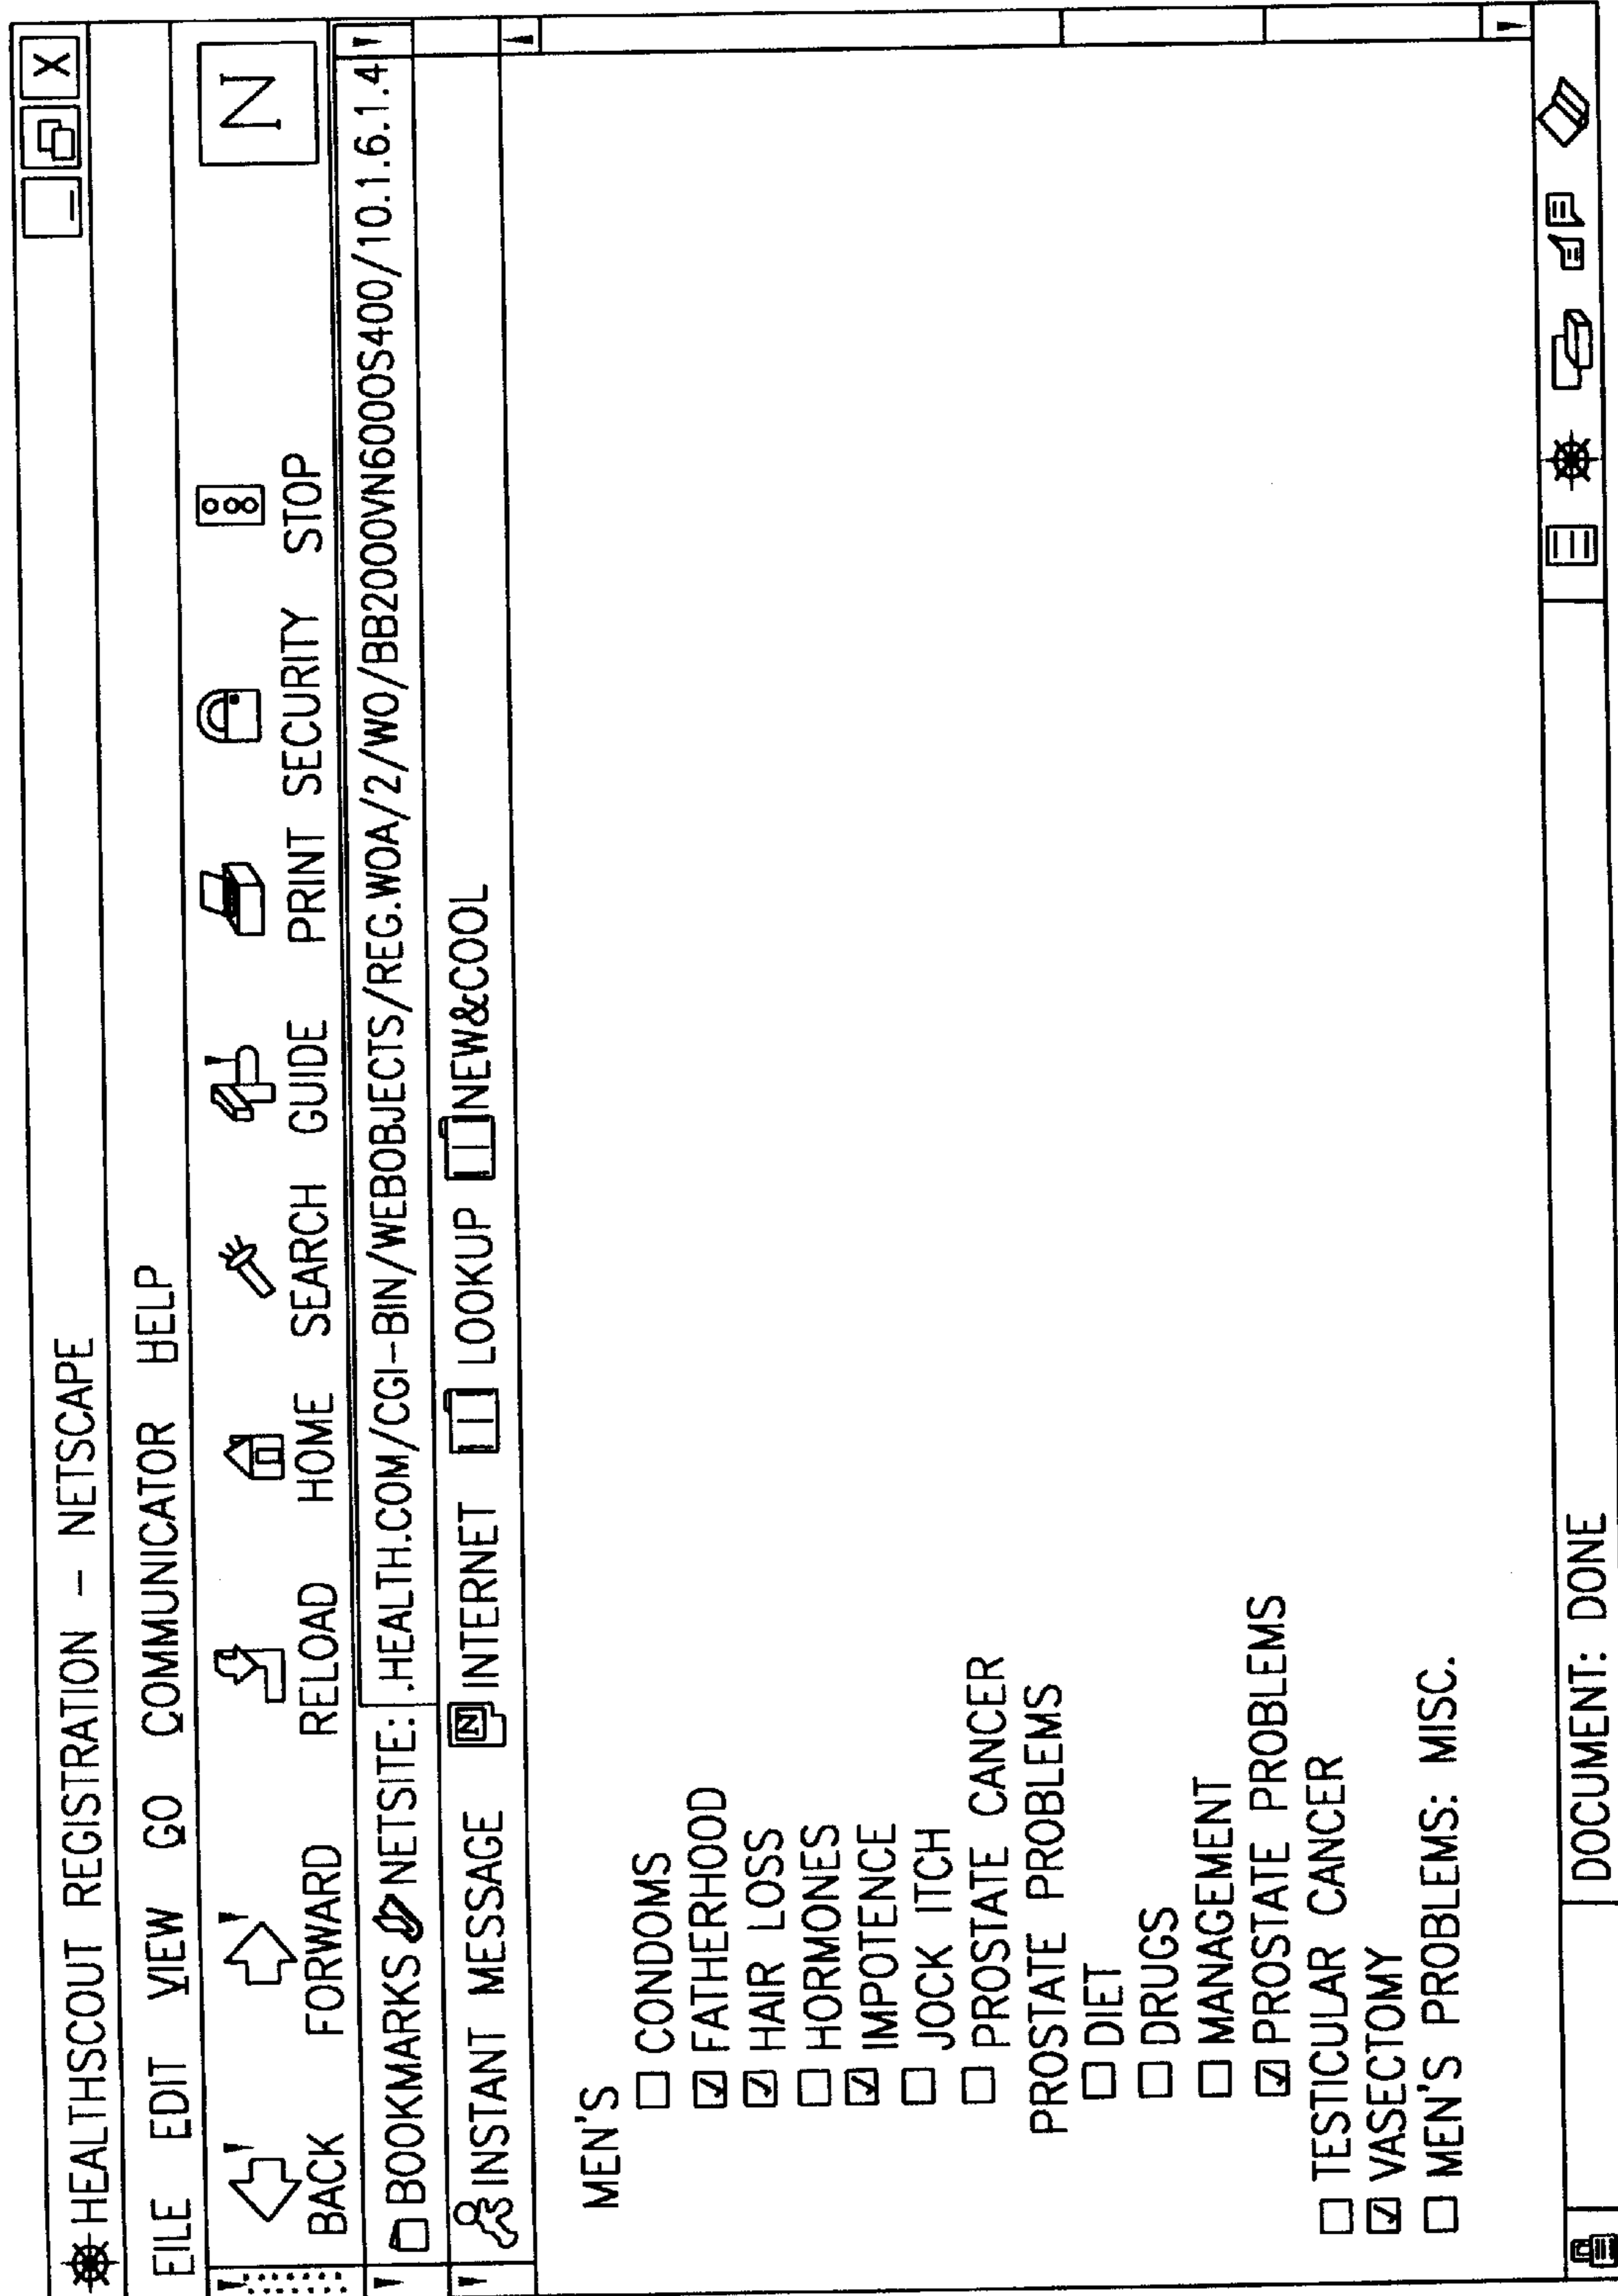 HEALTHSCOUT REGISTRATION – NETSCAPE
X
FILE EDIT VIEW GO COMMUNICATOR HELP
BACK FORWARD RELOAD HOME SEARCH GUIDE PRINT SECURITY STOP
N
BOOKMARKS NETSITE: .HEALTH.COM/CGI–BIN/WEBOBJECTS/REG.WOA/2/WO/BB2000VN6000S400/10.1.6.1.4
INSTANT MESSAGE N INTERNET LOOKUP NEW&COOL
MEN'S
CONDOMS
FATHERHOOD
HAIR LOSS
HORMONES
IMPOTENCE
JOCK ITCH
PROSTATE CANCER
PROSTATE PROBLEMS
DIET
DRUGS
MANAGEMENT
PROSTATE PROBLEMS
TESTICULAR CANCER
VASECTOMY
MEN'S PROBLEMS: MISC.
DOCUMENT: DONE